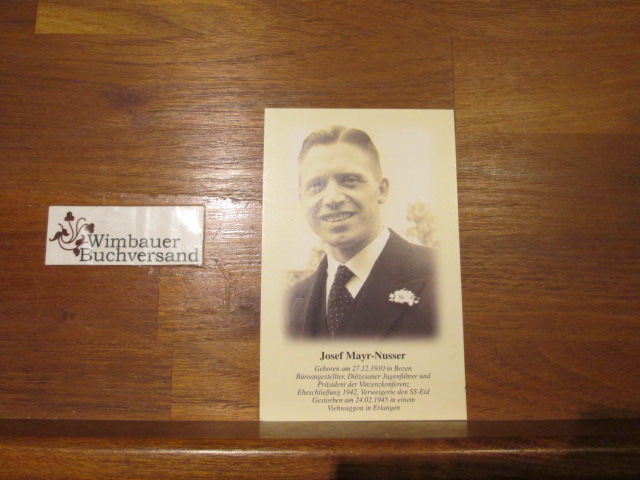 Wimbauer
Buchversand
Josef Mayr-Nusser
Geboren am 27.12.1910 in Bozen
Büroangestellter, Diözesaner Jugenführer und
Präsident der Vinzenzkonferenz
Eheschließung 1942, Verweigerte den SS-Eid
Gestorben am 24.02.1945 in einem
Viehwaggon in Erlangen